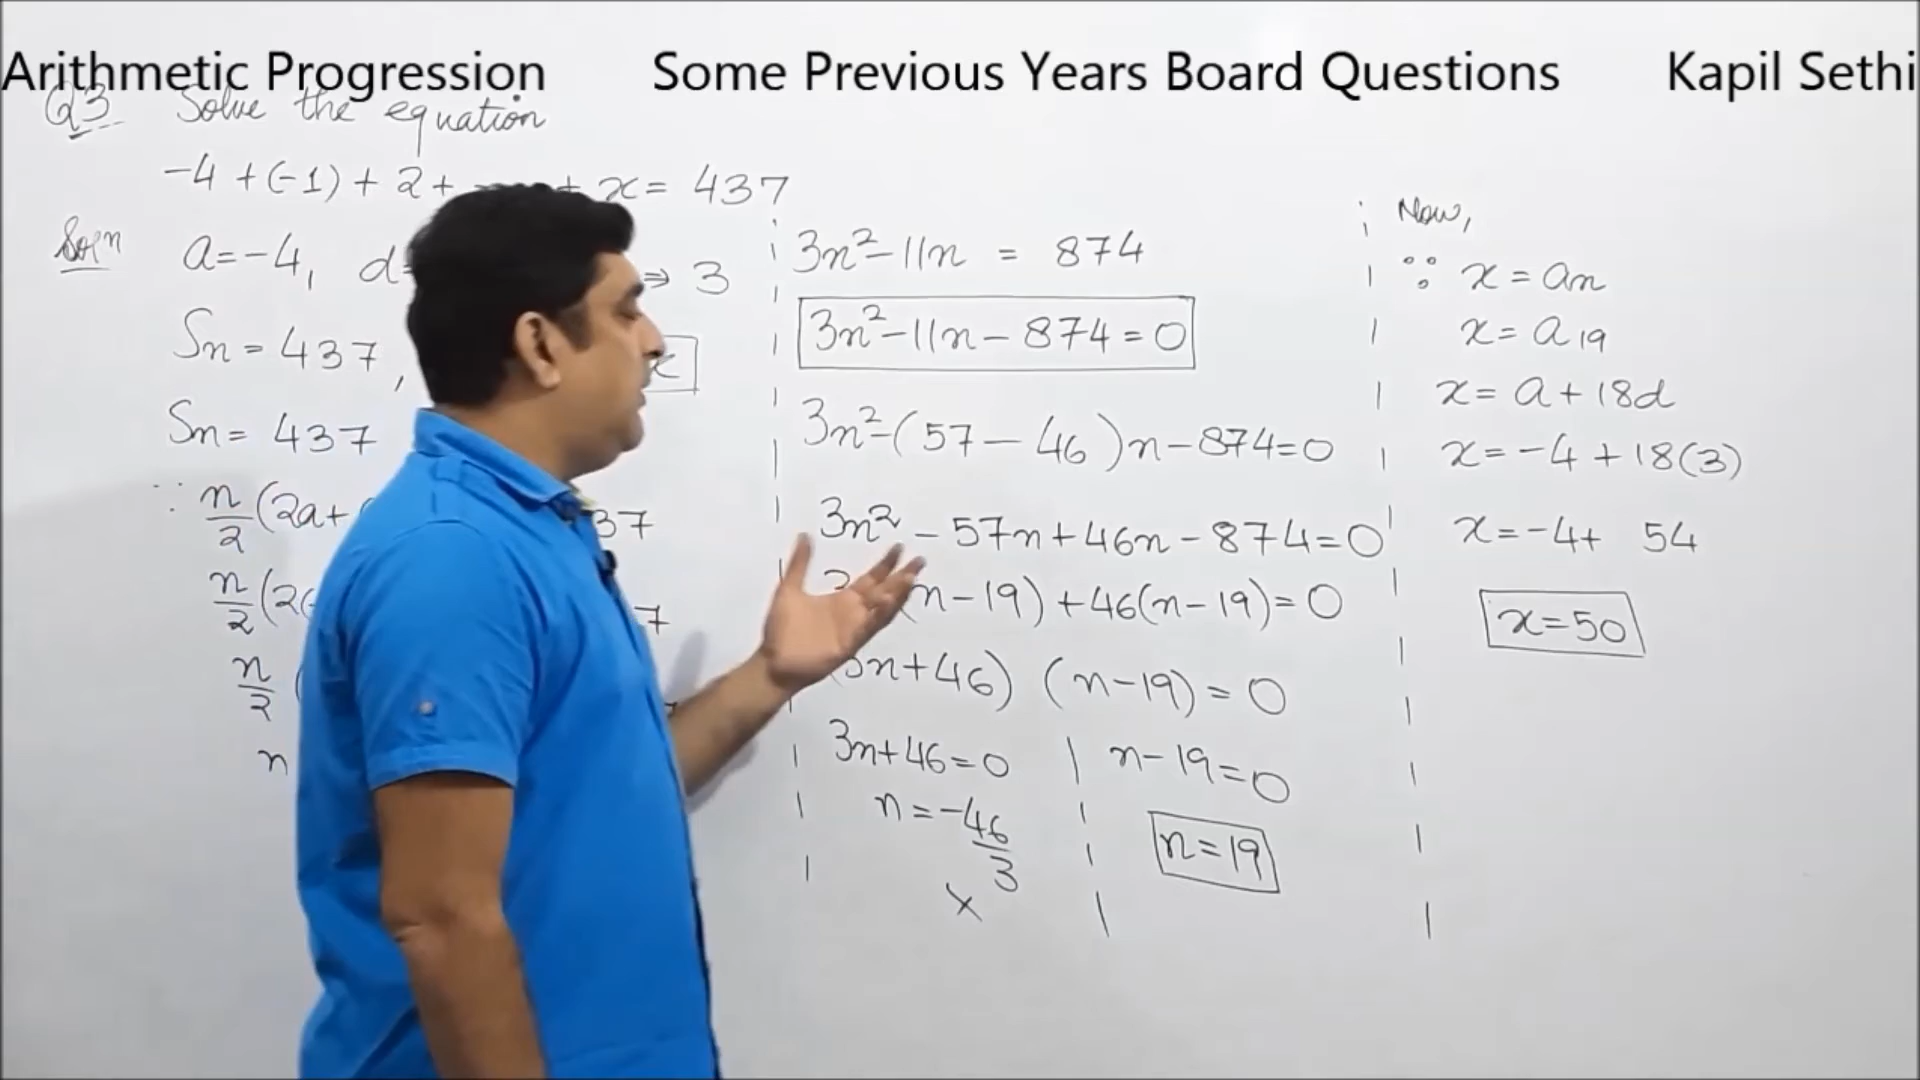 Arithmetic Progression Some Previous Years Board Questions Kapil Sethi
Q3 Solve the equation
-4 + (-1) + 2 + + x = 437
Soln a = -4, d= ⇒ 3
Sn = 437, x
Sn = 437
∵ n/2 (2a+ 37
n/2 (2( 7
n/2 (
n
3n² - 11n = 874
3n² - 11n - 874 = 0
3n² - (57 - 46)n - 874 = 0
3n² - 57n + 46n - 874 = 0
(n - 19) + 46(n - 19) = 0
3n + 46) (n - 19) = 0
3n + 46 = 0 | n - 19 = 0
n = -46/3 n = 19
×
Now,
∵ x = an
x = a19
x = a + 18d
x = -4 + 18(3)
x = -4 + 54
x = 50